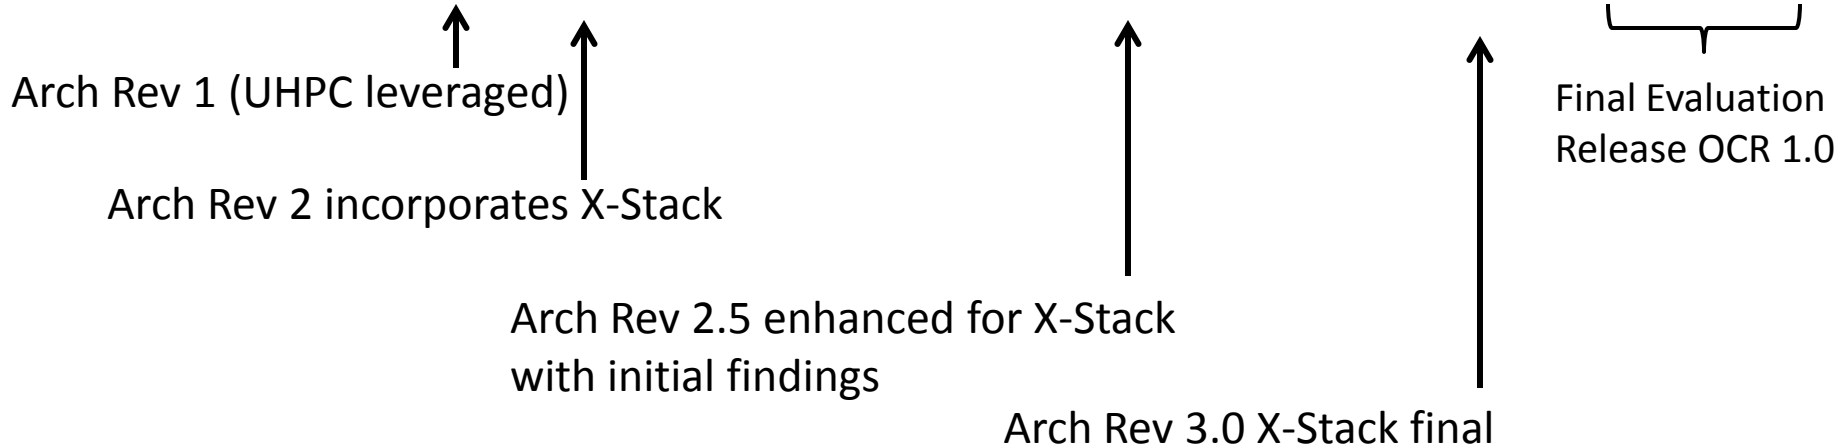 Arch Rev 1 (UHPC leveraged)
Final Evaluation
Release OCR 1.0
Arch Rev 2 incorporates X-Stack
Arch Rev 2.5 enhanced for X-Stack
with initial findings
Arch Rev 3.0 X-Stack final